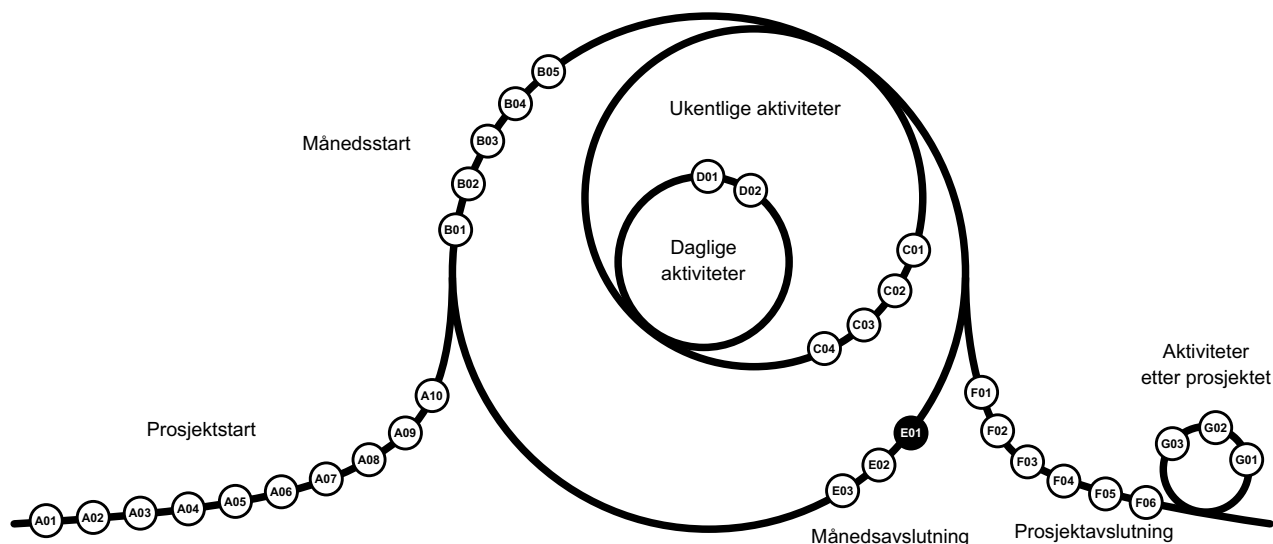 B05
B04
B03
B02
B01
Månedsstart
Ukentlige aktiviteter
D01
D02
Daglige
aktiviteter
C01
C02
C03
C04
Prosjektstart
A01
A02
A03
A04
A05
A06
A07
A08
A09
A10
E01
E02
E03
Månedsavslutning
F01
F02
F03
F04
F05
F06
Prosjektavslutning
Aktiviteter
etter prosjektet
G03
G02
G01